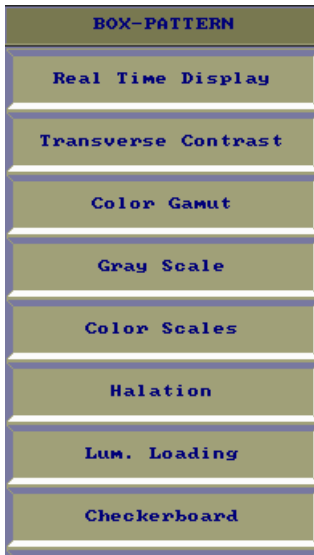 BOX-PATTERN
Real Time Display
Transverse Contrast
Color Gamut
Gray Scale
Color Scales
Halation
Lum. Loading
Checkerboard